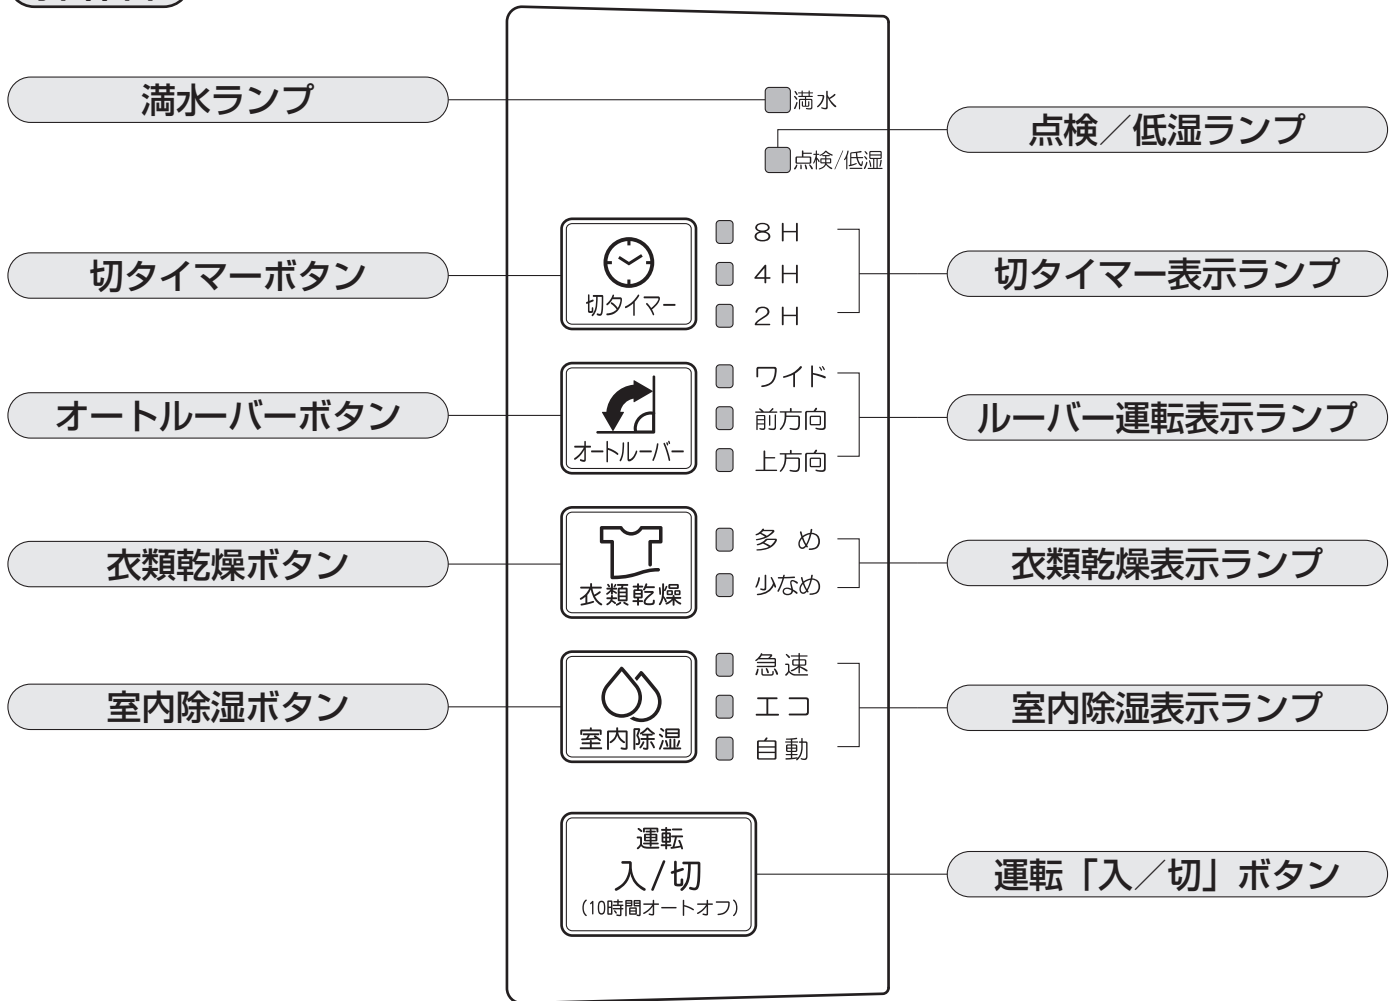 満水ランプ
満水
点検／低湿ランプ
点検/低湿
切タイマーボタン
切タイマー
8H
4H
2H
切タイマー表示ランプ
オートルーバーボタン
オートルーバー
ワイド
前方向
上方向
ルーバー運転表示ランプ
衣類乾燥ボタン
衣類乾燥
多め
少なめ
衣類乾燥表示ランプ
室内除湿ボタン
室内除湿
急速
エコ
自動
室内除湿表示ランプ
運転
入/切
(10時間オートオフ)
運転「入／切」ボタン